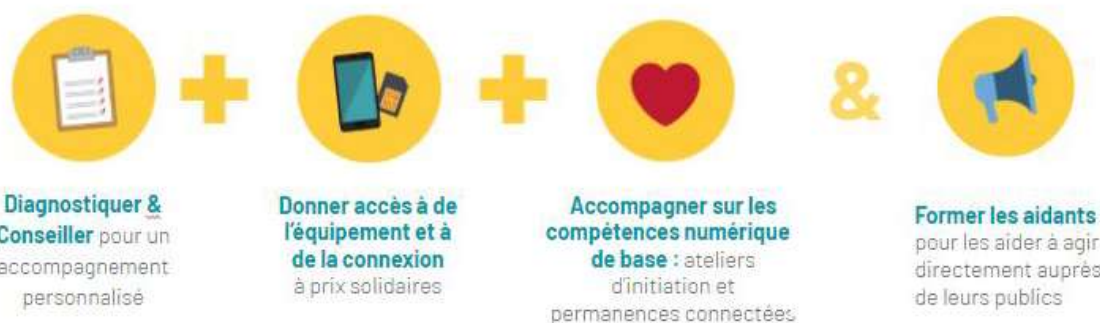 &
Diagnostiquer &
Conseiller pour un
accompagnement
personnalisé
Donner accès à de
l'équipement et à
de la connexion
à prix solidaires
Accompagner sur les
compétences numérique
de base : ateliers
d'initiation et
permanences connectées
Former les aidants
pour les aider à agir
directement auprès
de leurs publics